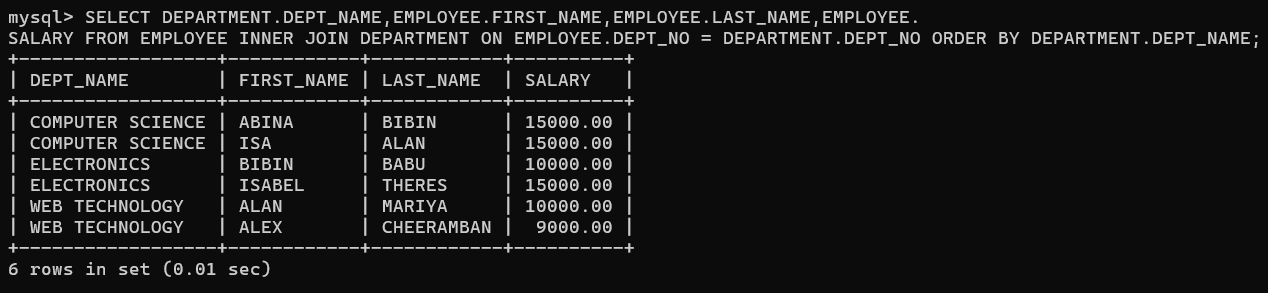 mysql> SELECT DEPARTMENT.DEPT_NAME,EMPLOYEE.FIRST_NAME,EMPLOYEE.LAST_NAME,EMPLOYEE.
SALARY FROM EMPLOYEE INNER JOIN DEPARTMENT ON EMPLOYEE.DEPT_NO = DEPARTMENT.DEPT_NO ORDER BY DEPARTMENT.DEPT_NAME;
+------------------+------------+------------+----------+
| DEPT_NAME        | FIRST_NAME | LAST_NAME  | SALARY   |
+------------------+------------+------------+----------+
| COMPUTER SCIENCE | ABINA      | BIBIN      | 15000.00 |
| COMPUTER SCIENCE | ISA        | ALAN       | 15000.00 |
| ELECTRONICS      | BIBIN      | BABU       | 10000.00 |
| ELECTRONICS      | ISABEL     | THERES     | 15000.00 |
| WEB TECHNOLOGY   | ALAN       | MARIYA     | 10000.00 |
| WEB TECHNOLOGY   | ALEX       | CHEERAMBAN |  9000.00 |
+------------------+------------+------------+----------+
6 rows in set (0.01 sec)